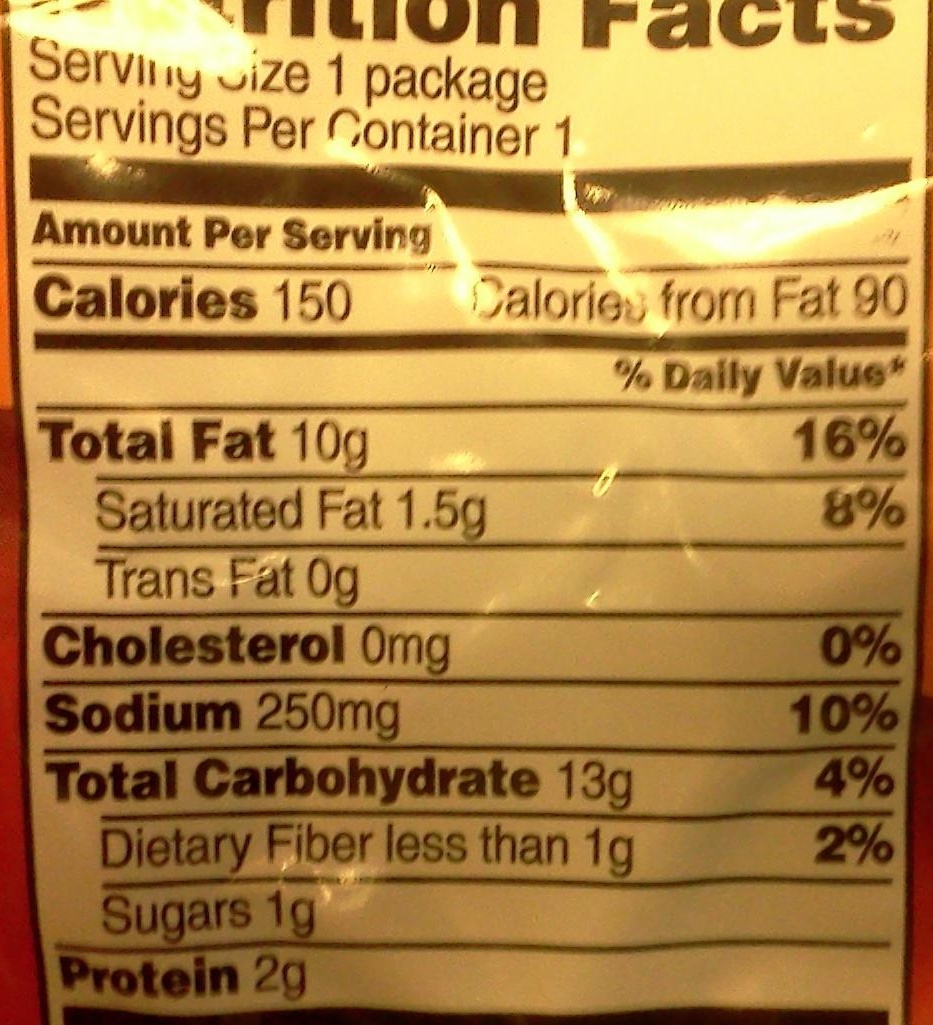 Nutrition Facts
Serving Size 1 package
Servings Per Container 1
Amount Per Serving
Calories 150 Calories from Fat 90
% Daily Value*
Total Fat 10g 16%
Saturated Fat 1.5g 8%
Trans Fat 0g
Cholesterol 0mg 0%
Sodium 250mg 10%
Total Carbohydrate 13g 4%
Dietary Fiber less than 1g 2%
Sugars 1g
Protein 2g